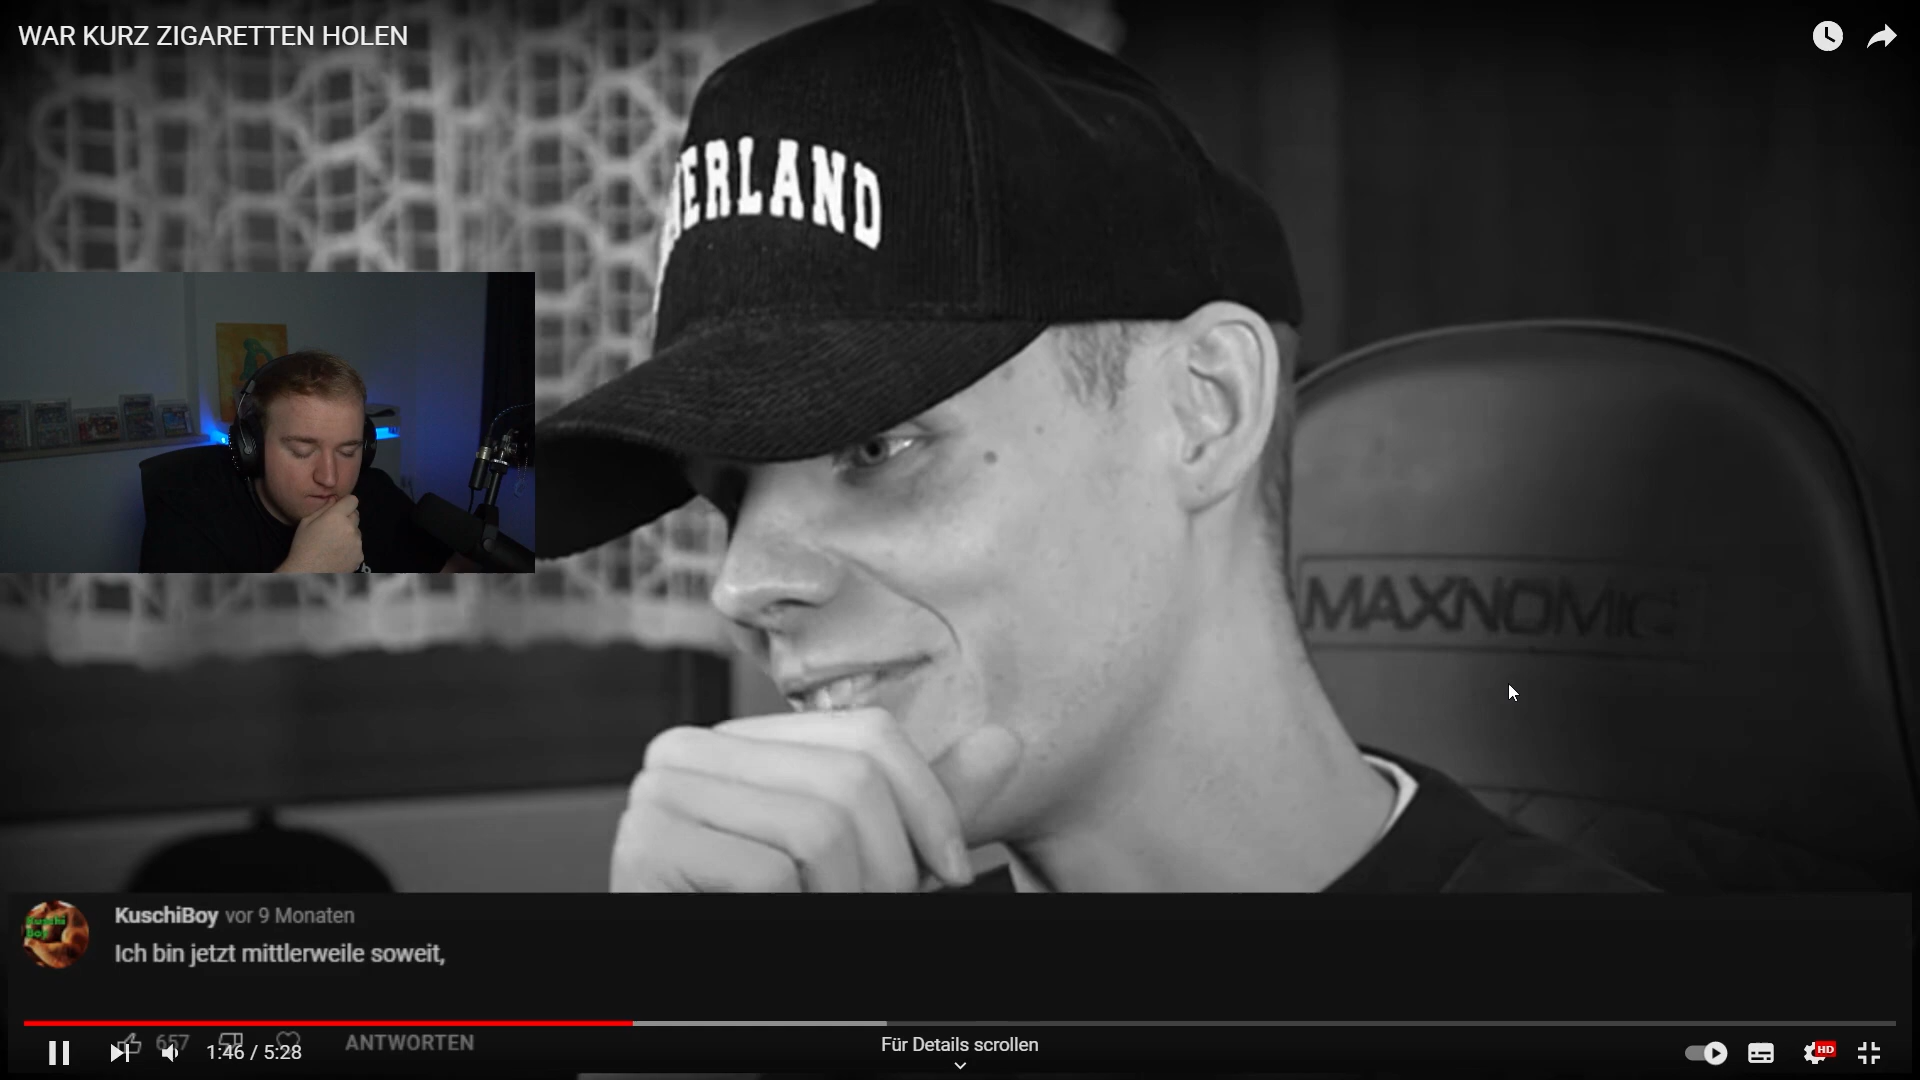 WAR KURZ ZIGARETTEN HOLEN
ERLAND
MAXNOMIC
KuschiBoy vor 9 Monaten
Ich bin jetzt mittlerweile soweit,
657 ANTWORTEN
1:46 / 5:28
Für Details scrollen
HD